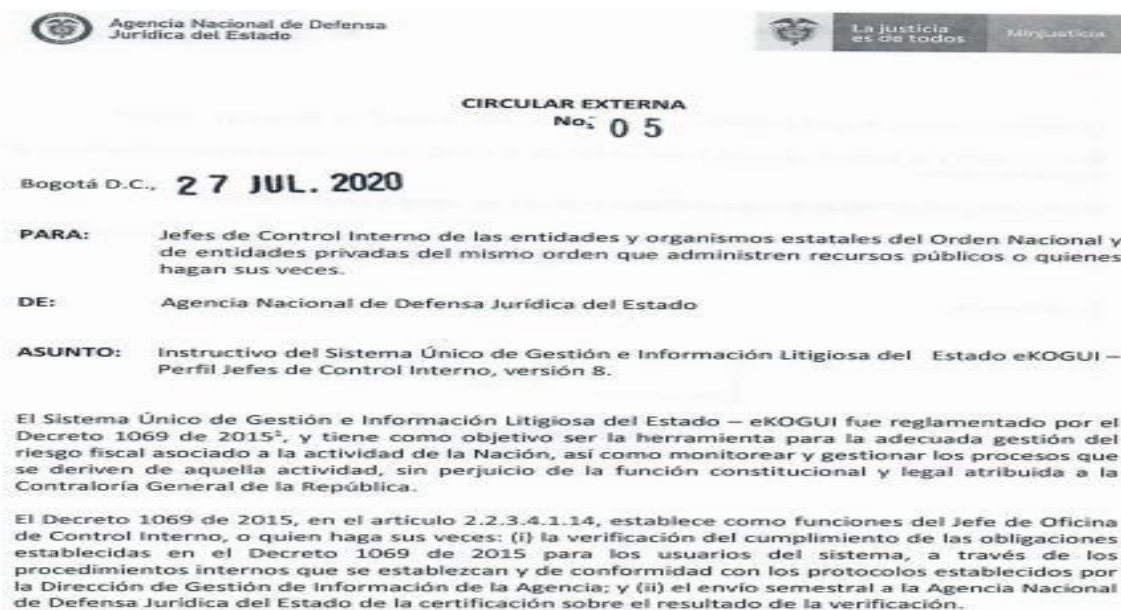 Agencia Nacional de Defensa
Jurídica del Estado
La justicia
es de todos
Minjusticia
CIRCULAR EXTERNA
No. 05
Bogotá D.C., 27 JUL. 2020
PARA: Jefes de Control Interno de las entidades y organismos estatales del Orden Nacional y
de entidades privadas del mismo orden que administren recursos públicos o quienes
hagan sus veces.
DE: Agencia Nacional de Defensa Jurídica del Estado
ASUNTO: Instructivo del Sistema Único de Gestión e Información Litigiosa del Estado eKOGUI –
Perfil Jefes de Control Interno, versión 8.
El Sistema Único de Gestión e Información Litigiosa del Estado – eKOGUI fue reglamentado por el
Decreto 1069 de 2015¹, y tiene como objetivo ser la herramienta para la adecuada gestión del
riesgo fiscal asociado a la actividad de la Nación, así como monitorear y gestionar los procesos que
se deriven de aquella actividad, sin perjuicio de la función constitucional y legal atribuida a la
Contraloría General de la República.
El Decreto 1069 de 2015, en el artículo 2.2.3.4.1.14, establece como funciones del Jefe de Oficina
de Control Interno, o quien haga sus veces: (i) la verificación del cumplimiento de las obligaciones
establecidas en el Decreto 1069 de 2015 para los usuarios del sistema, a través de los
procedimientos internos que se establezcan y de conformidad con los protocolos establecidos por
la Dirección de Gestión de Información de la Agencia; y (ii) el envío semestral a la Agencia Nacional
de Defensa Jurídica del Estado de la certificación sobre el resultado de la verificación.